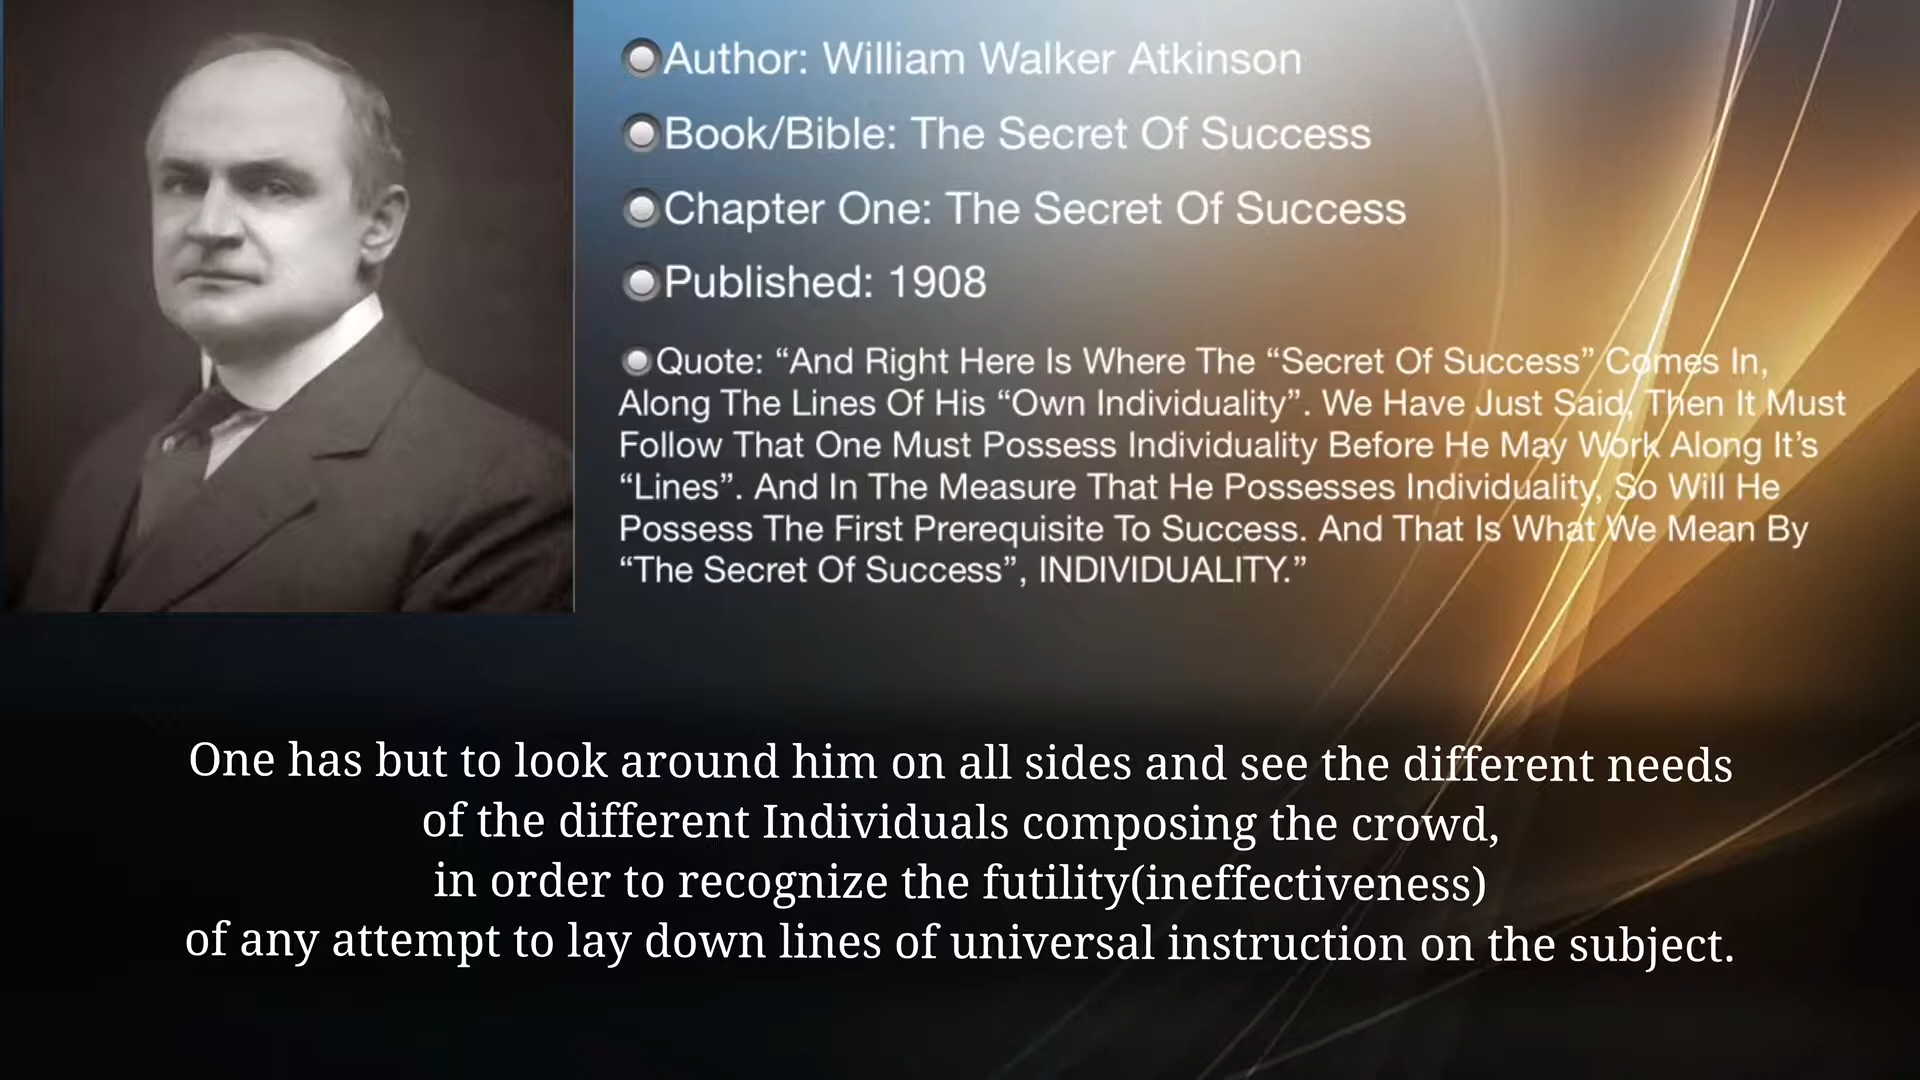 Author: William Walker Atkinson
Book/Bible: The Secret Of Success
Chapter One: The Secret Of Success
Published: 1908
Quote: “And Right Here Is Where The “Secret Of Success” Comes In,
Along The Lines Of His “Own Individuality”. We Have Just Said, Then It Must
Follow That One Must Possess Individuality Before He May Work Along It’s
“Lines”. And In The Measure That He Possesses Individuality, So Will He
Possess The First Prerequisite To Success. And That Is What We Mean By
“The Secret Of Success”, INDIVIDUALITY.”
One has but to look around him on all sides and see the different needs
of the different Individuals composing the crowd,
in order to recognize the futility(ineffectiveness)
of any attempt to lay down lines of universal instruction on the subject.